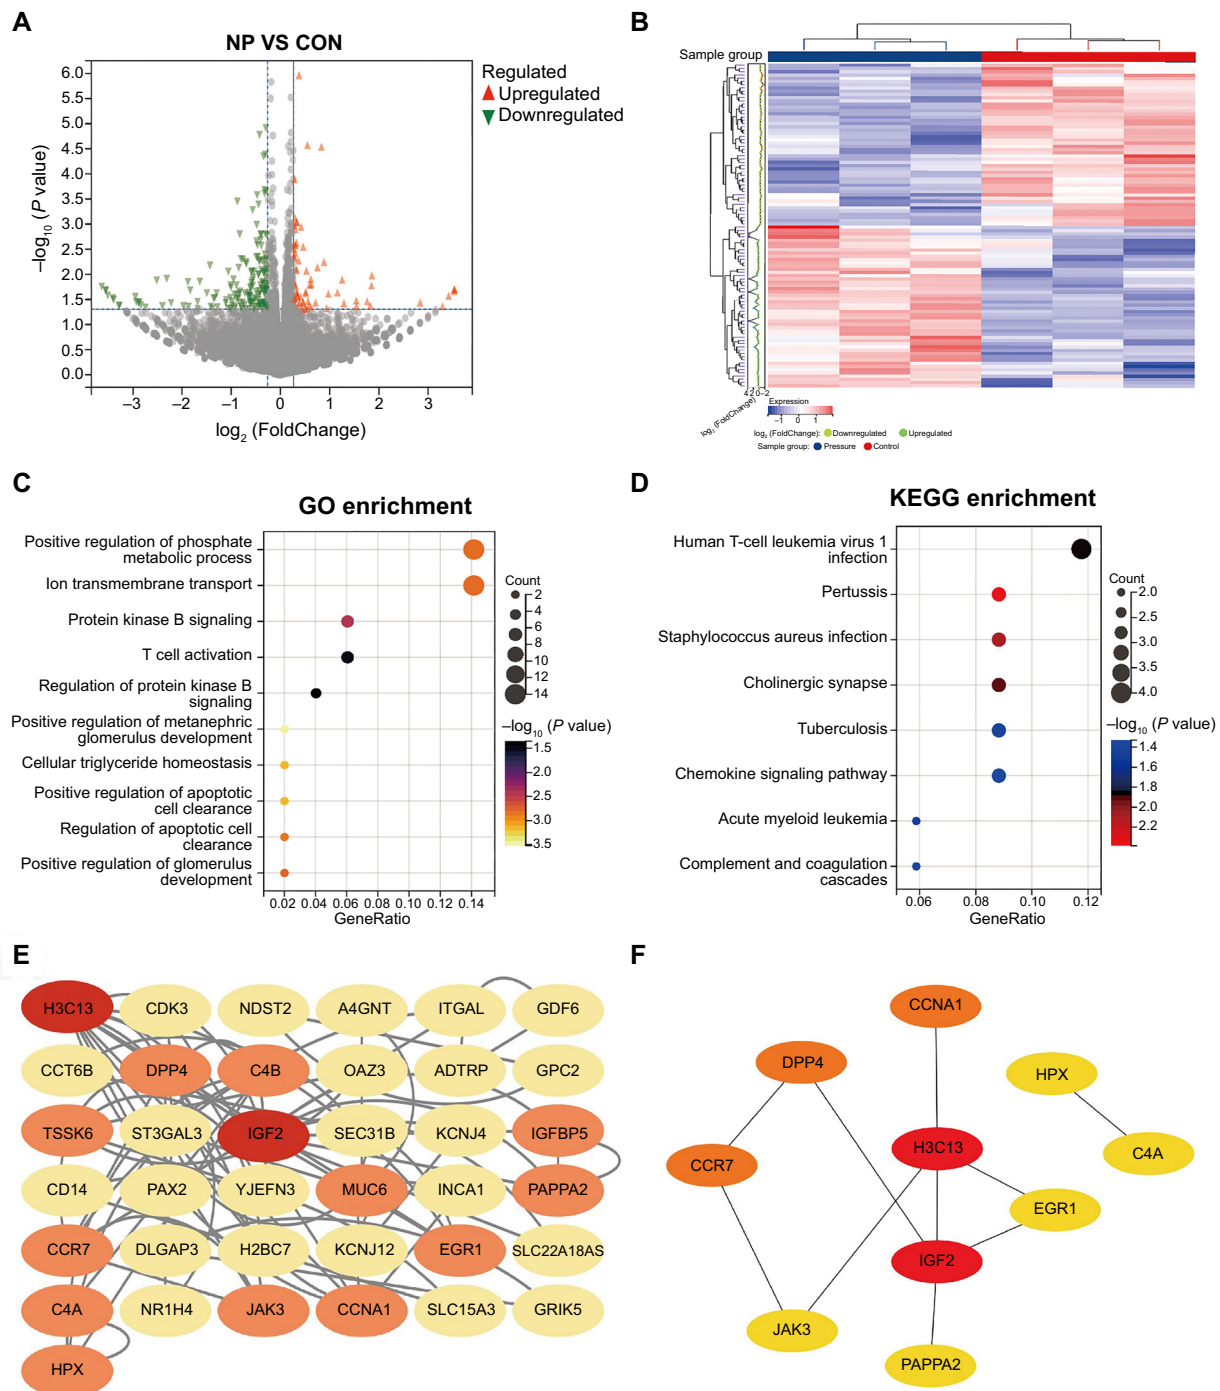 A
NP VS CON
Regulated
Upregulated
Downregulated
6.0
5.5
5.0
4.5
4.0
3.5
3.0
2.5
2.0
1.5
1.0
0.5
0.0
–log10 (P value)
–3
–2
–1
0
1
2
3
log2 (FoldChange)
B
Sample group
4 2 0 –2
log2 (FoldChange)
Expression
–1 0 1
log2 (FoldChange): Downregulated Upregulated
Sample group: Pressure Control
C
GO enrichment
Positive regulation of phosphate
metabolic process
Ion transmembrane transport
Protein kinase B signaling
T cell activation
Regulation of protein kinase B
signaling
Positive regulation of metanephric
glomerulus development
Cellular triglyceride homeostasis
Positive regulation of apoptotic
cell clearance
Regulation of apoptotic cell
clearance
Positive regulation of glomerulus
development
0.02 0.04 0.06 0.08 0.10 0.12 0.14
GeneRatio
Count
2
4
6
8
10
12
14
–log10 (P value)
1.5
2.0
2.5
3.0
3.5
D
KEGG enrichment
Human T-cell leukemia virus 1
infection
Pertussis
Staphylococcus aureus infection
Cholinergic synapse
Tuberculosis
Chemokine signaling pathway
Acute myeloid leukemia
Complement and coagulation
cascades
0.06 0.08 0.10 0.12
GeneRatio
Count
2.0
2.5
3.0
3.5
4.0
–log10 (P value)
1.4
1.6
1.8
2.0
2.2
E
H3C13 CDK3 NDST2 A4GNT ITGAL GDF6
CCT6B DPP4 C4B OAZ3 ADTRP GPC2
TSSK6 ST3GAL3 IGF2 SEC31B KCNJ4 IGFBP5
CD14 PAX2 YJEFN3 MUC6 INCA1 PAPPA2
CCR7 DLGAP3 H2BC7 KCNJ12 EGR1 SLC22A18AS
C4A NR1H4 JAK3 CCNA1 SLC15A3 GRIK5
HPX
F
CCNA1
DPP4
HPX
H3C13
C4A
CCR7
EGR1
IGF2
JAK3
PAPPA2